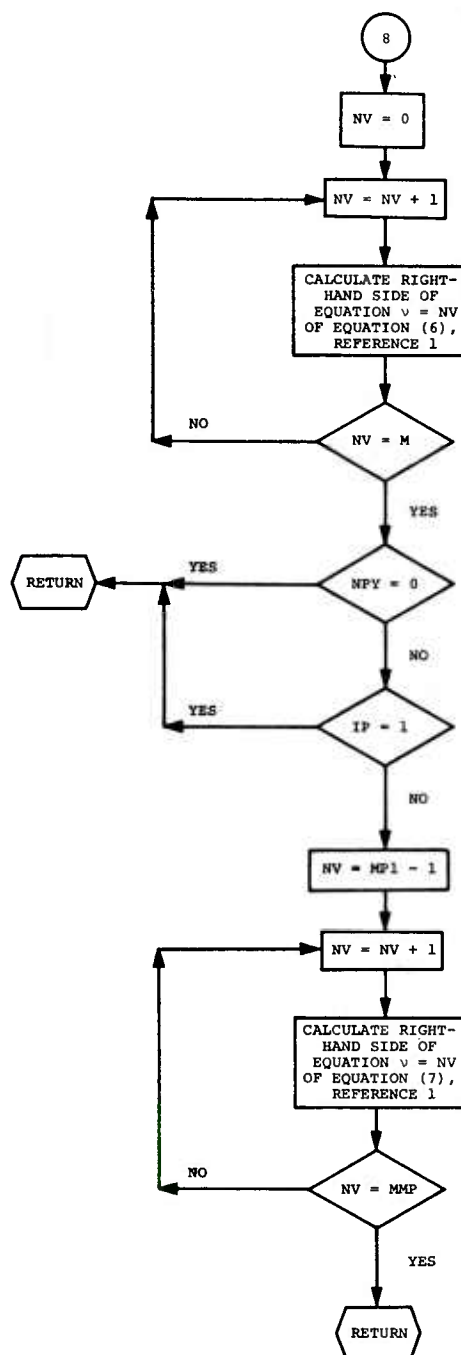 8
NV = 0
NV = NV + 1
CALCULATE RIGHT-
HAND SIDE OF
EQUATION ν = NV
OF EQUATION (6),
REFERENCE 1
NO
NV = M
YES
RETURN
YES
NPY = 0
NO
YES
IP = 1
NO
NV = MP1 - 1
NV = NV + 1
CALCULATE RIGHT-
HAND SIDE OF
EQUATION ν = NV
OF EQUATION (7),
REFERENCE 1
NO
NV = MMP
YES
RETURN